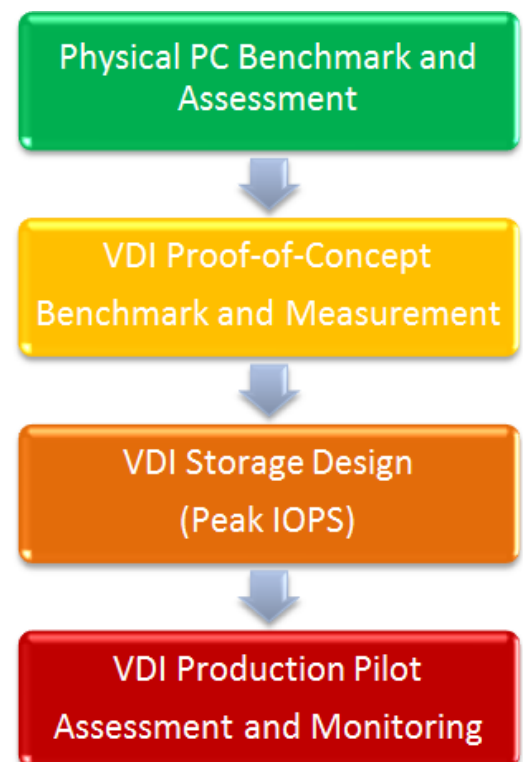 Physical PC Benchmark and
Assessment
VDI Proof-of-Concept
Benchmark and Measurement
VDI Storage Design
(Peak IOPS)
VDI Production Pilot
Assessment and Monitoring